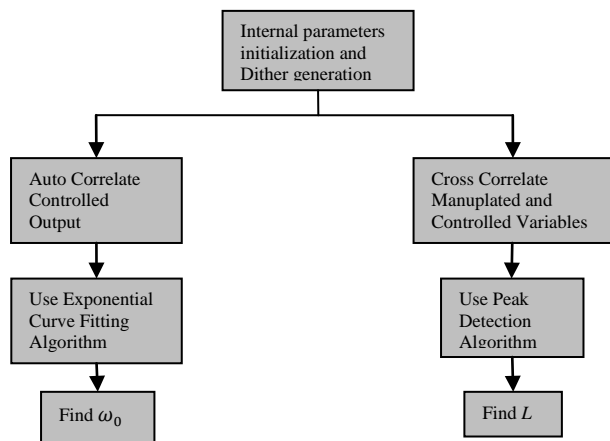 Internal parameters
initialization and
Dither generation
Auto Correlate
Controlled
Output
Cross Correlate
Manuplated and
Controlled Variables
Use Exponential
Curve Fitting
Algorithm
Use Peak
Detection
Algorithm
Find ω₀
Find L